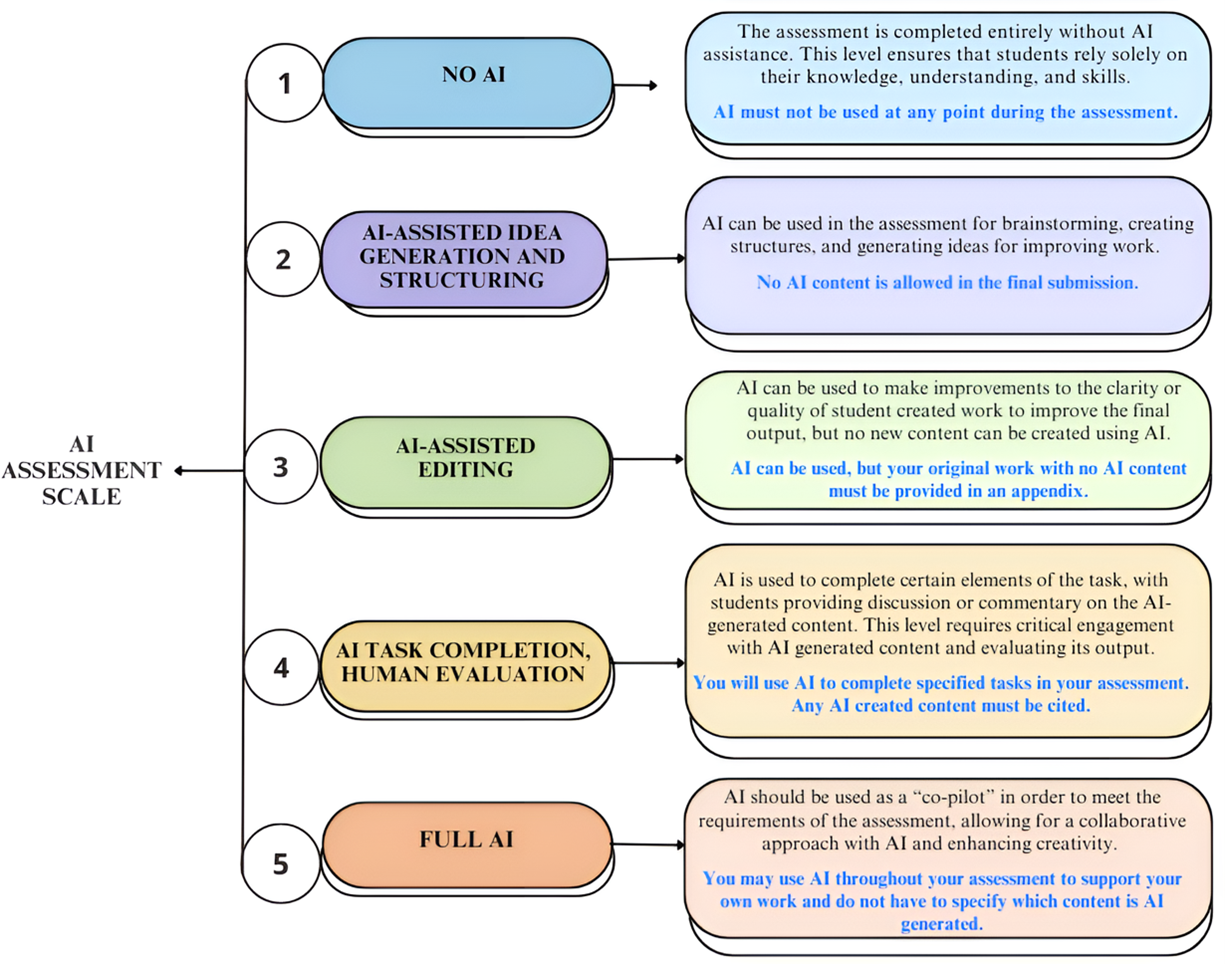 AI
ASSESSMENT
SCALE
1
NO AI
The assessment is completed entirely without AI
assistance. This level ensures that students rely solely on
their knowledge, understanding, and skills.
AI must not be used at any point during the assessment.
2
AI-ASSISTED IDEA
GENERATION AND
STRUCTURING
AI can be used in the assessment for brainstorming, creating
structures, and generating ideas for improving work.
No AI content is allowed in the final submission.
3
AI-ASSISTED
EDITING
AI can be used to make improvements to the clarity or
quality of student created work to improve the final
output, but no new content can be created using AI.
AI can be used, but your original work with no AI content
must be provided in an appendix.
4
AI TASK COMPLETION,
HUMAN EVALUATION
AI is used to complete certain elements of the task, with
students providing discussion or commentary on the AI-
generated content. This level requires critical engagement
with AI generated content and evaluating its output.
You will use AI to complete specified tasks in your assessment.
Any AI created content must be cited.
5
FULL AI
AI should be used as a “co-pilot” in order to meet the
requirements of the assessment, allowing for a collaborative
approach with AI and enhancing creativity.
You may use AI throughout your assessment to support your
own work and do not have to specify which content is AI
generated.